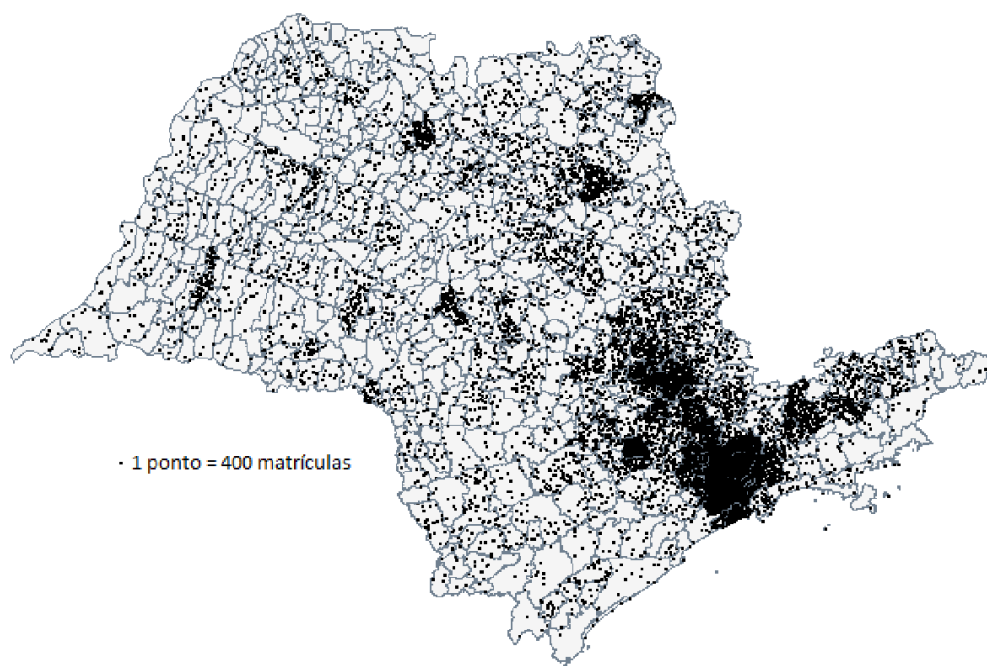 · 1 ponto = 400 matrículas